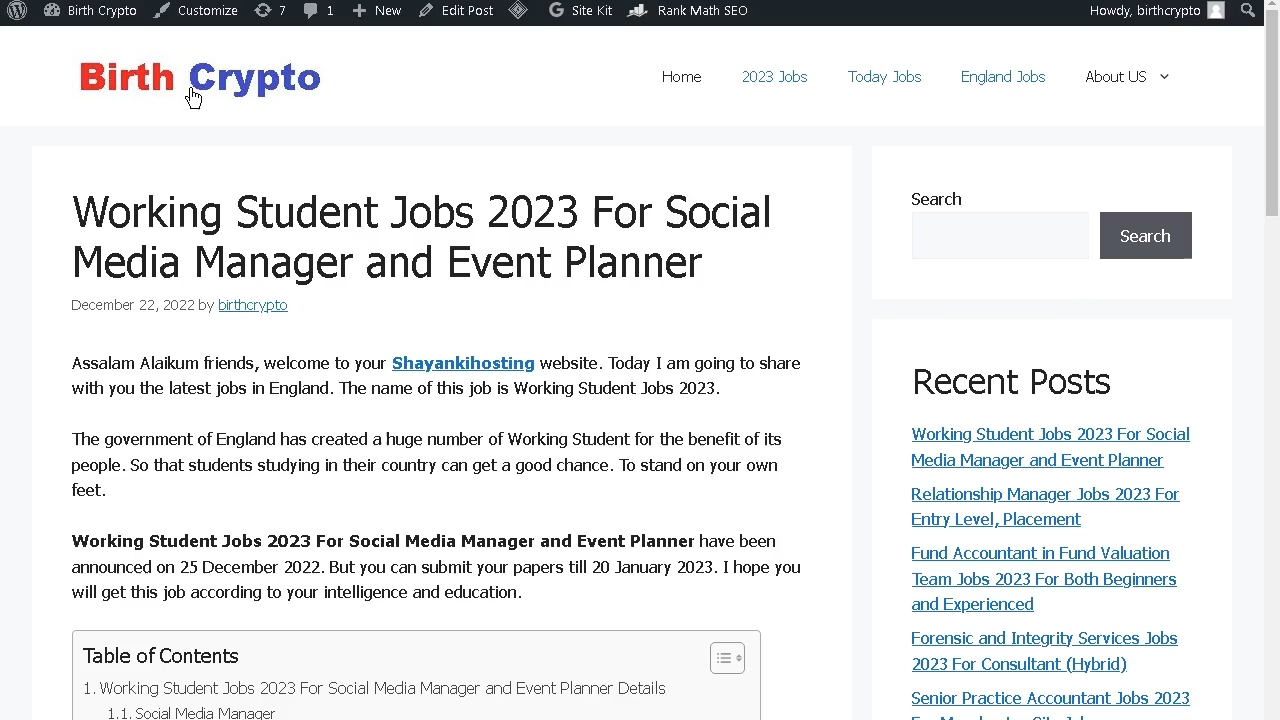 Birth Crypto Customize 7 1 New Edit Post Site Kit Rank Math SEO Howdy, birthcrypto
Birth Crypto
Home 2023 Jobs Today Jobs England Jobs About US
Working Student Jobs 2023 For Social
Media Manager and Event Planner
December 22, 2022 by birthcrypto
Assalam Alaikum friends, welcome to your Shayankihosting website. Today I am going to share
with you the latest jobs in England. The name of this job is Working Student Jobs 2023.
The government of England has created a huge number of Working Student for the benefit of its
people. So that students studying in their country can get a good chance. To stand on your own
feet.
Working Student Jobs 2023 For Social Media Manager and Event Planner have been
announced on 25 December 2022. But you can submit your papers till 20 January 2023. I hope you
will get this job according to your intelligence and education.
Table of Contents
1. Working Student Jobs 2023 For Social Media Manager and Event Planner Details
1.1. Social Media Manager
Search
Search
Recent Posts
Working Student Jobs 2023 For Social
Media Manager and Event Planner
Relationship Manager Jobs 2023 For
Entry Level, Placement
Fund Accountant in Fund Valuation
Team Jobs 2023 For Both Beginners
and Experienced
Forensic and Integrity Services Jobs
2023 For Consultant (Hybrid)
Senior Practice Accountant Jobs 2023